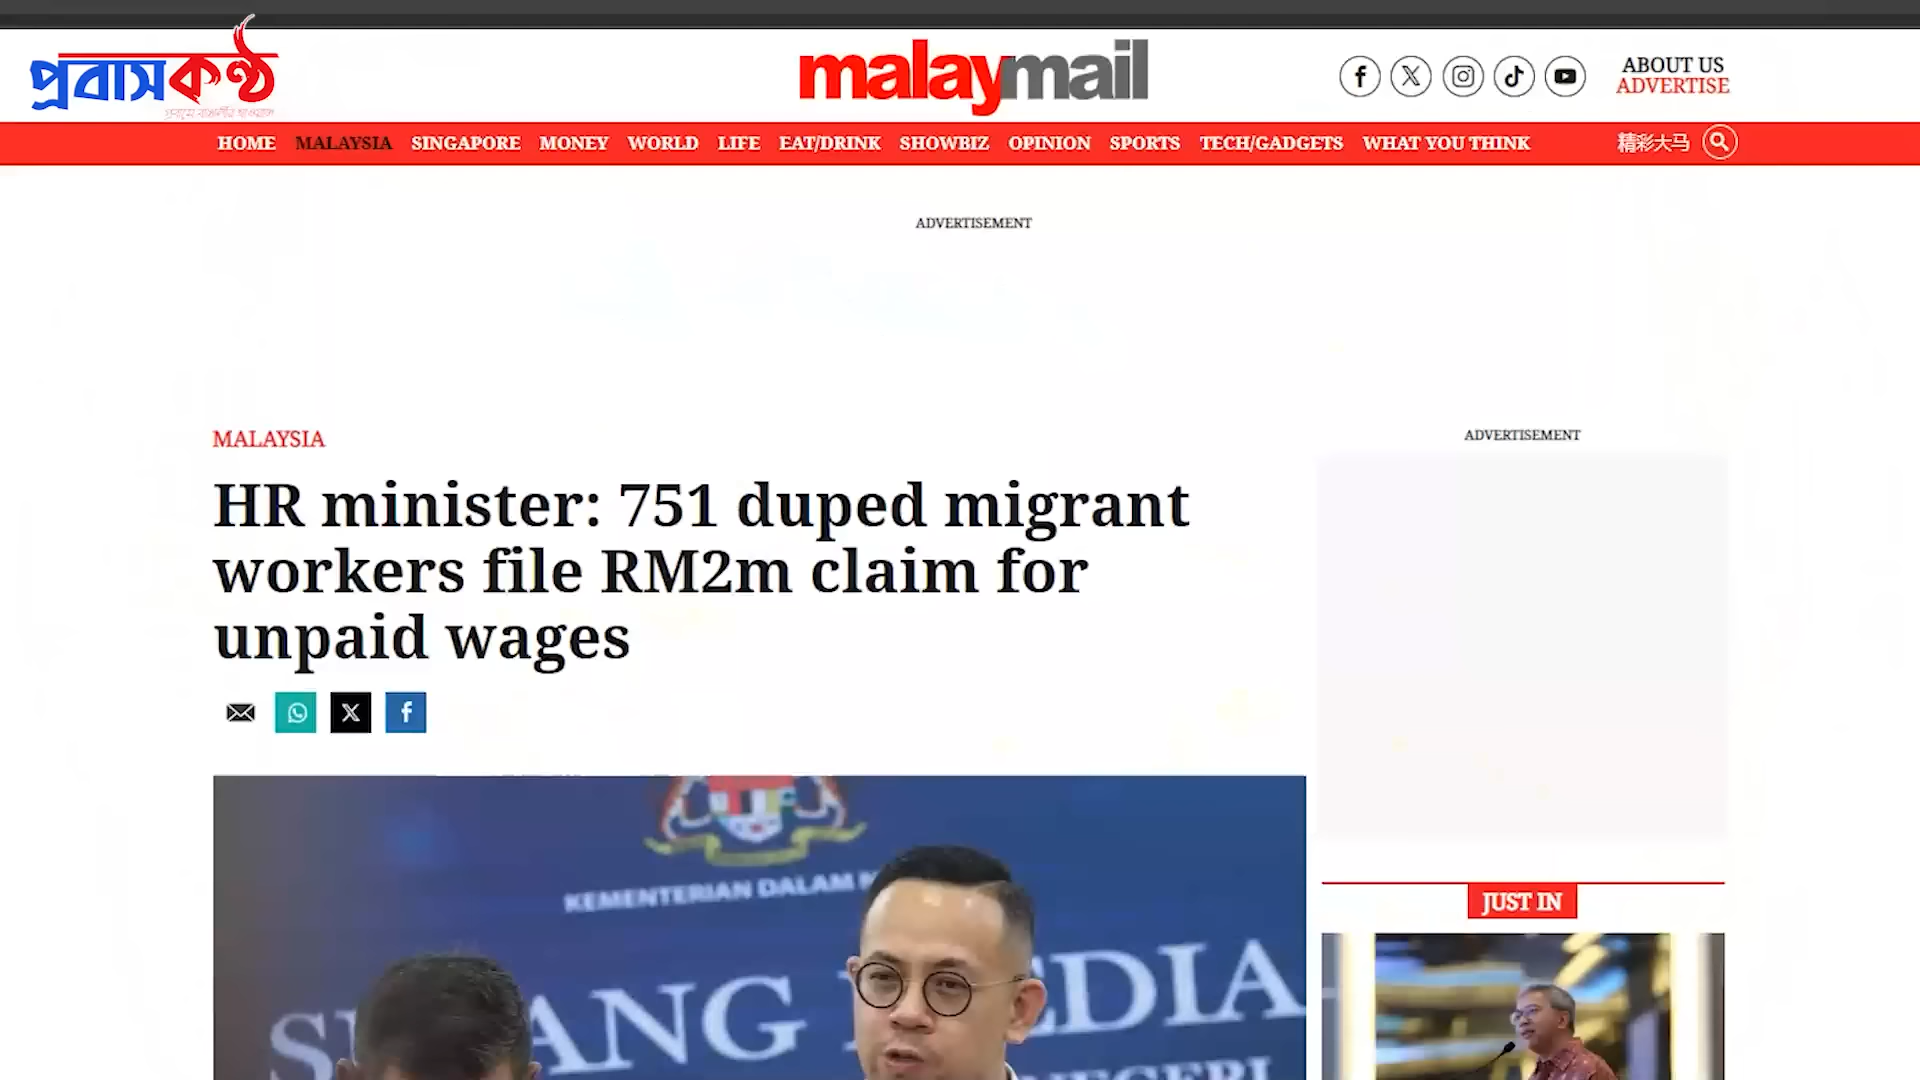 প্রবাসকণ্ঠ
malaymail
ABOUT US
ADVERTISE
HOME MALAYSIA SINGAPORE MONEY WORLD LIFE EAT/DRINK SHOWBIZ OPINION SPORTS TECH/GADGETS WHAT YOU THINK 精彩大马
ADVERTISEMENT
MALAYSIA
ADVERTISEMENT
HR minister: 751 duped migrant
workers file RM2m claim for
unpaid wages
KEMENTERIAN DALAM
JUST IN